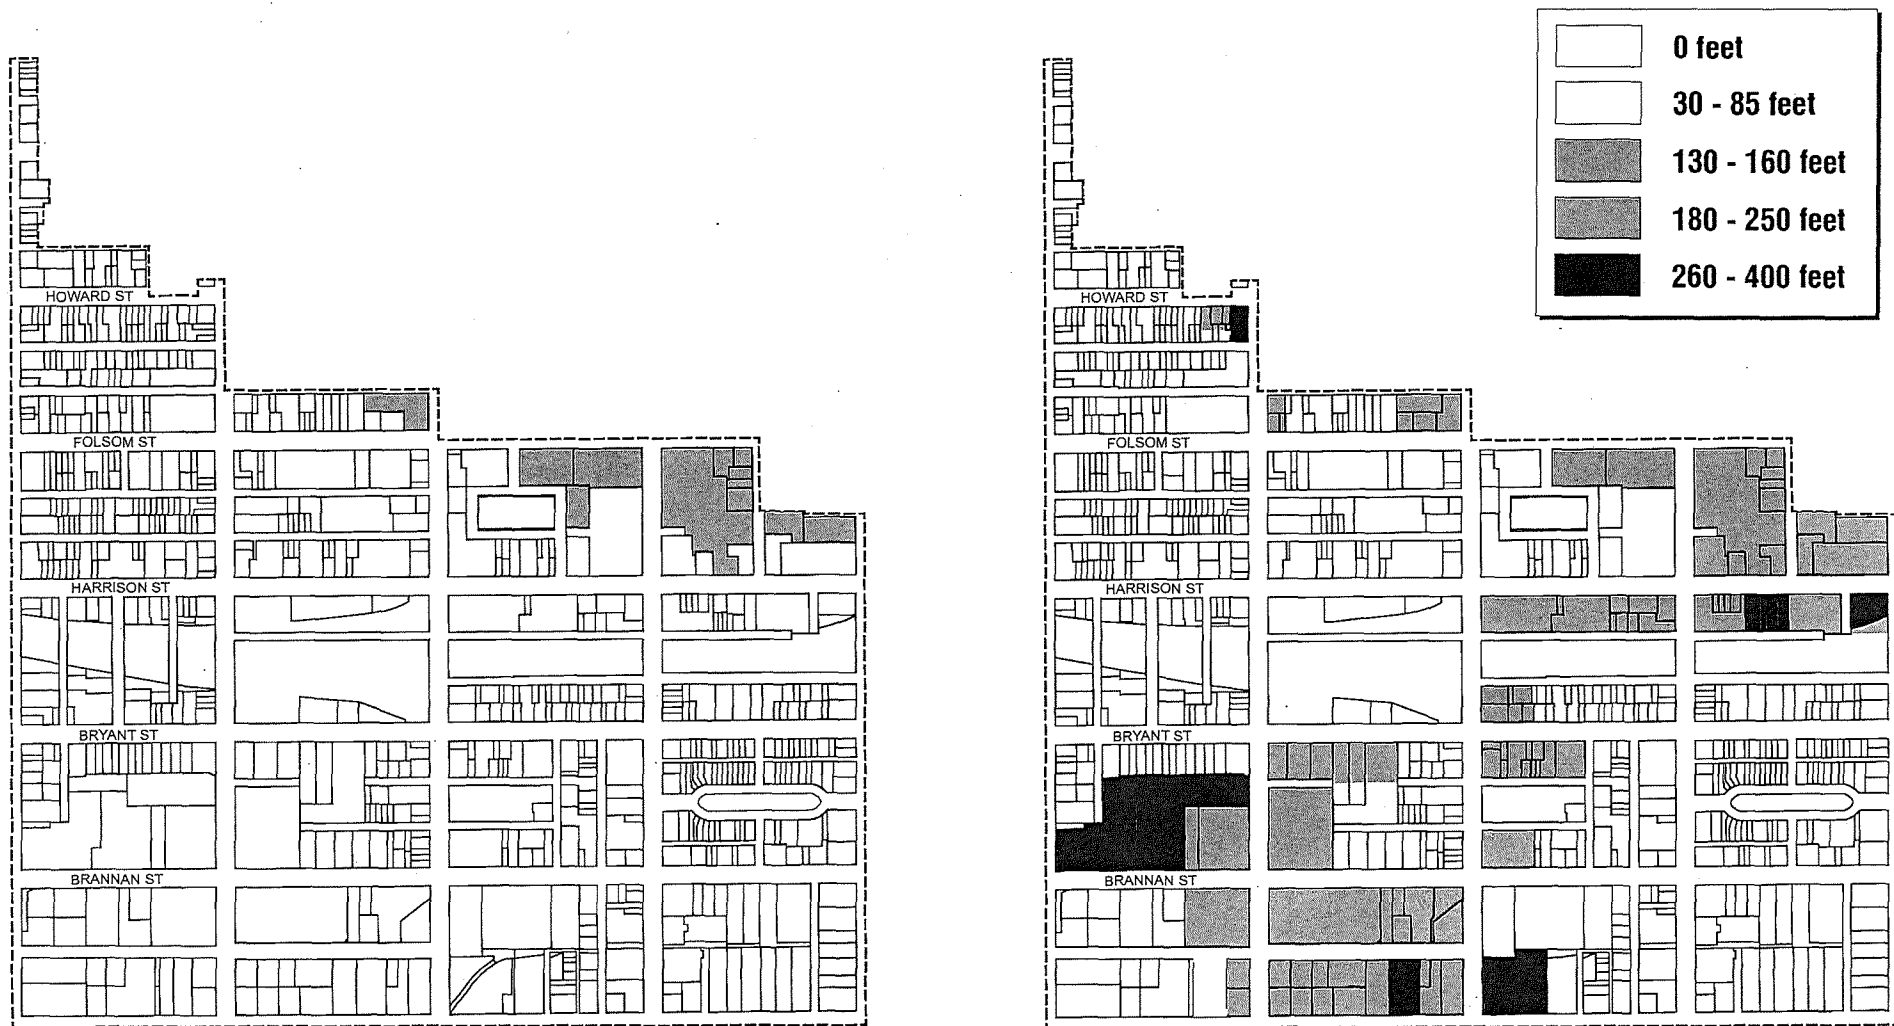 0 feet
30 - 85 feet
130 - 160 feet
180 - 250 feet
260 - 400 feet
HOWARD ST
FOLSOM ST
HARRISON ST
BRYANT ST
BRANNAN ST
HOWARD ST
FOLSOM ST
HARRISON ST
BRYANT ST
BRANNAN ST